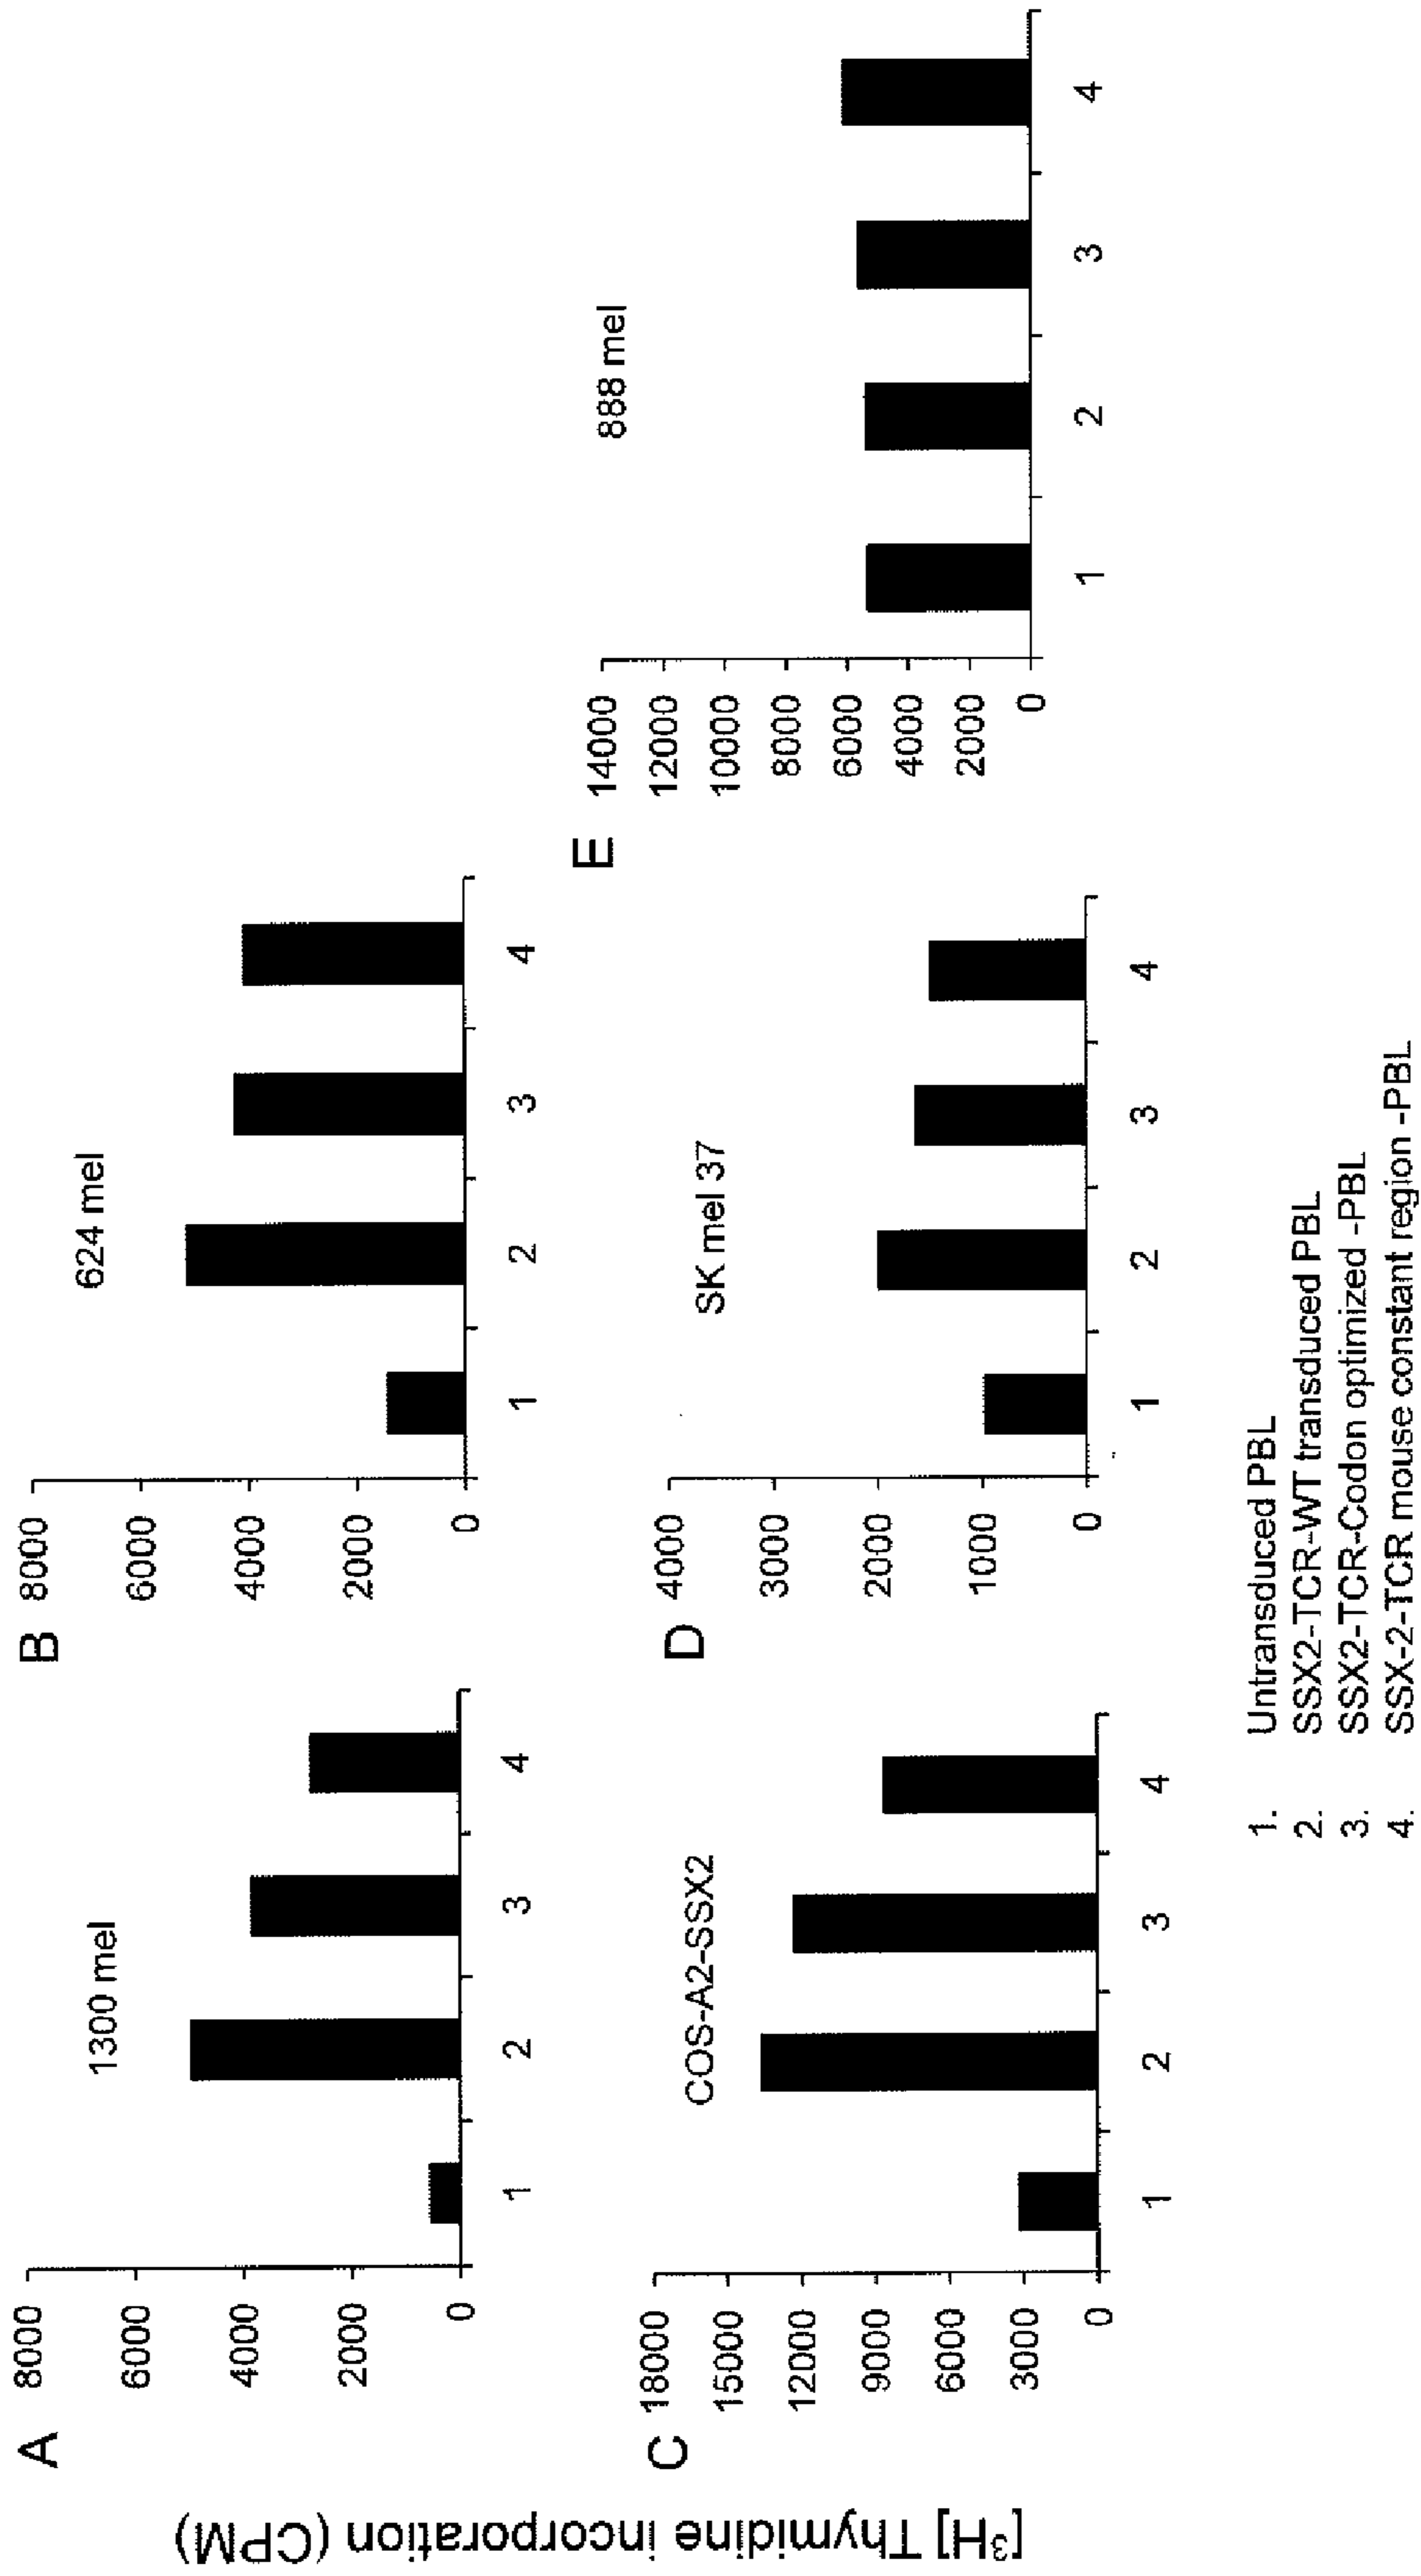 [³H] Thymidine incorporation (CPM)
A
1300 mel
8000
6000
4000
2000
0
1 2 3 4
B
624 mel
8000
6000
4000
2000
0
1 2 3 4
C
COS-A2-SSX2
18000
15000
12000
9000
6000
3000
0
1 2 3 4
D
SK mel 37
4000
3000
2000
1000
0
1 2 3 4
E
888 mel
14000
12000
10000
8000
6000
4000
2000
0
1 2 3 4
1. Untransduced PBL
2. SSX2-TCR-WT transduced PBL
3. SSX2-TCR-Codon optimized -PBL
4. SSX-2-TCR mouse constant region -PBL